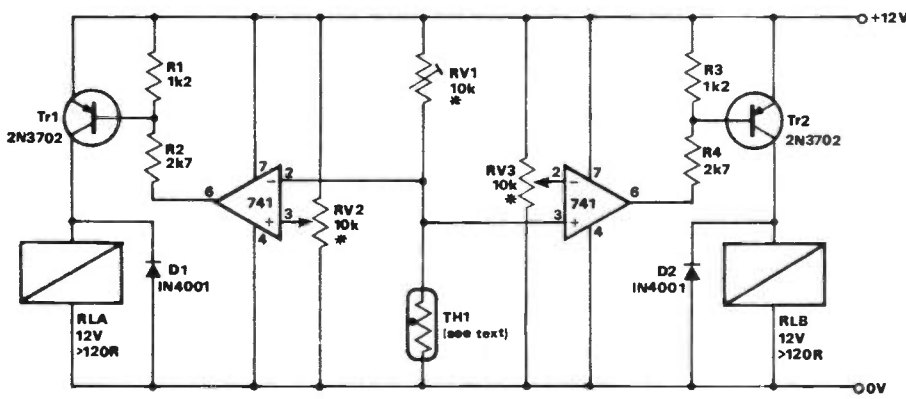 +12V
R1
1k2
Tr1
2N3702
R2
2k7
6
7
2
741
3
4
RV1
10k
*
RV2
10k
*
RV3
10k
*
2
7
741
3
4
6
R3
1k2
Tr2
2N3702
R4
2k7
D1
IN4001
RLA
12V
>120R
TH1
(see text)
D2
IN4001
RLB
12V
>120R
0V